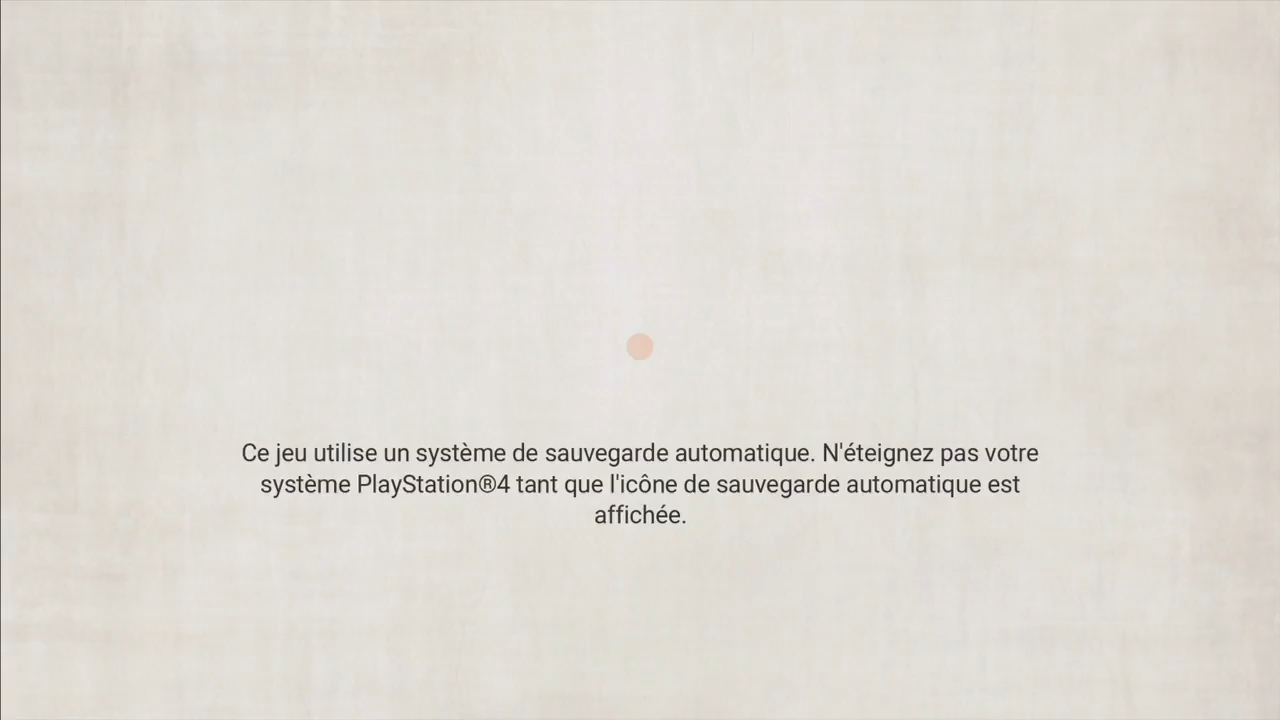 Ce jeu utilise un système de sauvegarde automatique. N'éteignez pas votre
système PlayStation®4 tant que l'icône de sauvegarde automatique est
affichée.